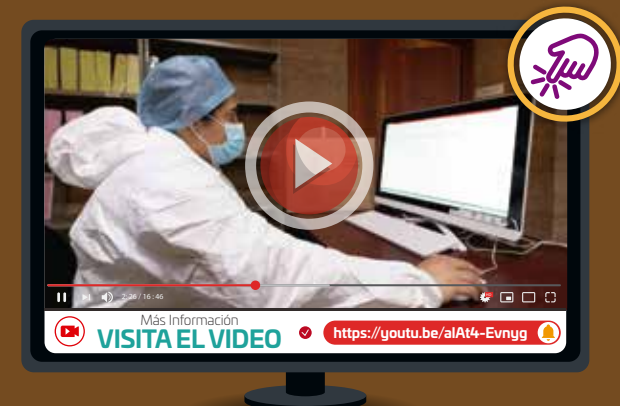 2:26 / 16:46
Más Información
VISITA EL VIDEO
https://youtu.be/alAt4-Evnyg